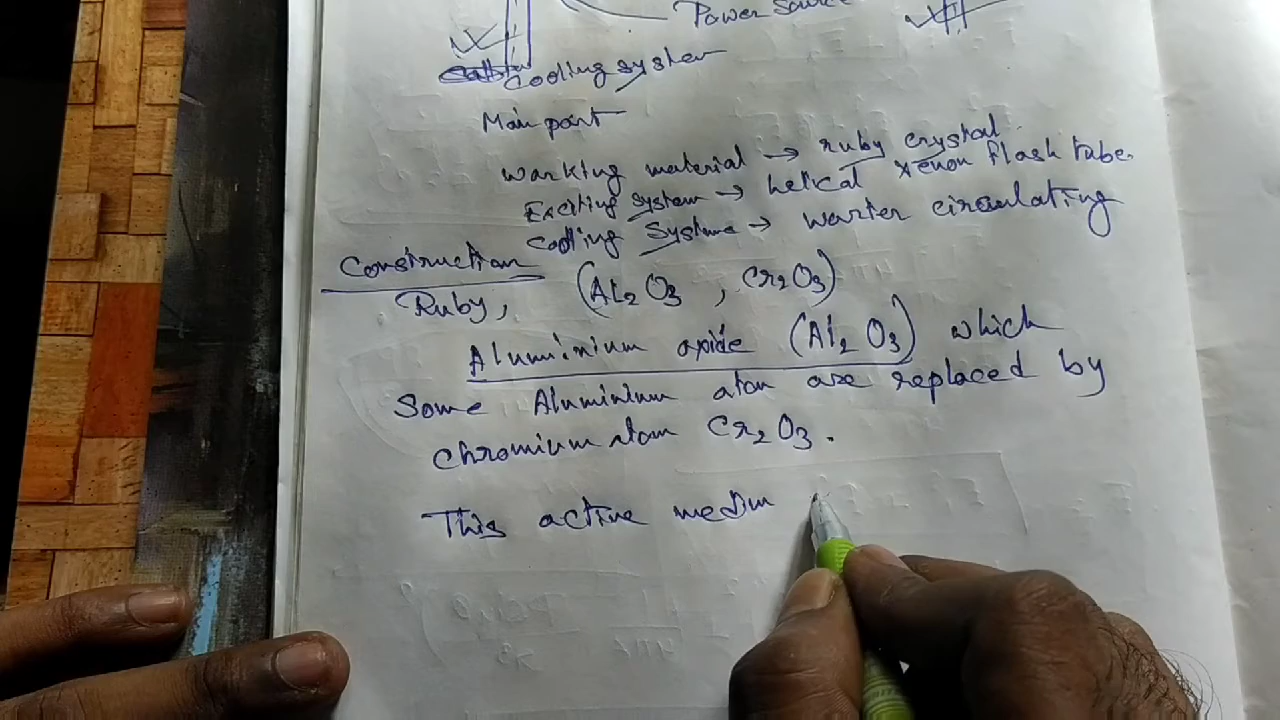 Power Source
Cooling system
Main part
Warking material → ruby crystal
Exciting system → helical xenon flash tube.
Cooling System → warter circulating
Construction
Ruby, (Al2O3, Cr2O3)
Aluminium oxide (Al2O3) which
Some Aluminium atom are replaced by
chromium atom Cr2O3.
This active medium